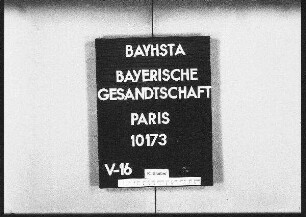 BAYHSTA
BAYERISCHE
GESANDTSCHAFT
PARIS
10173
V-16